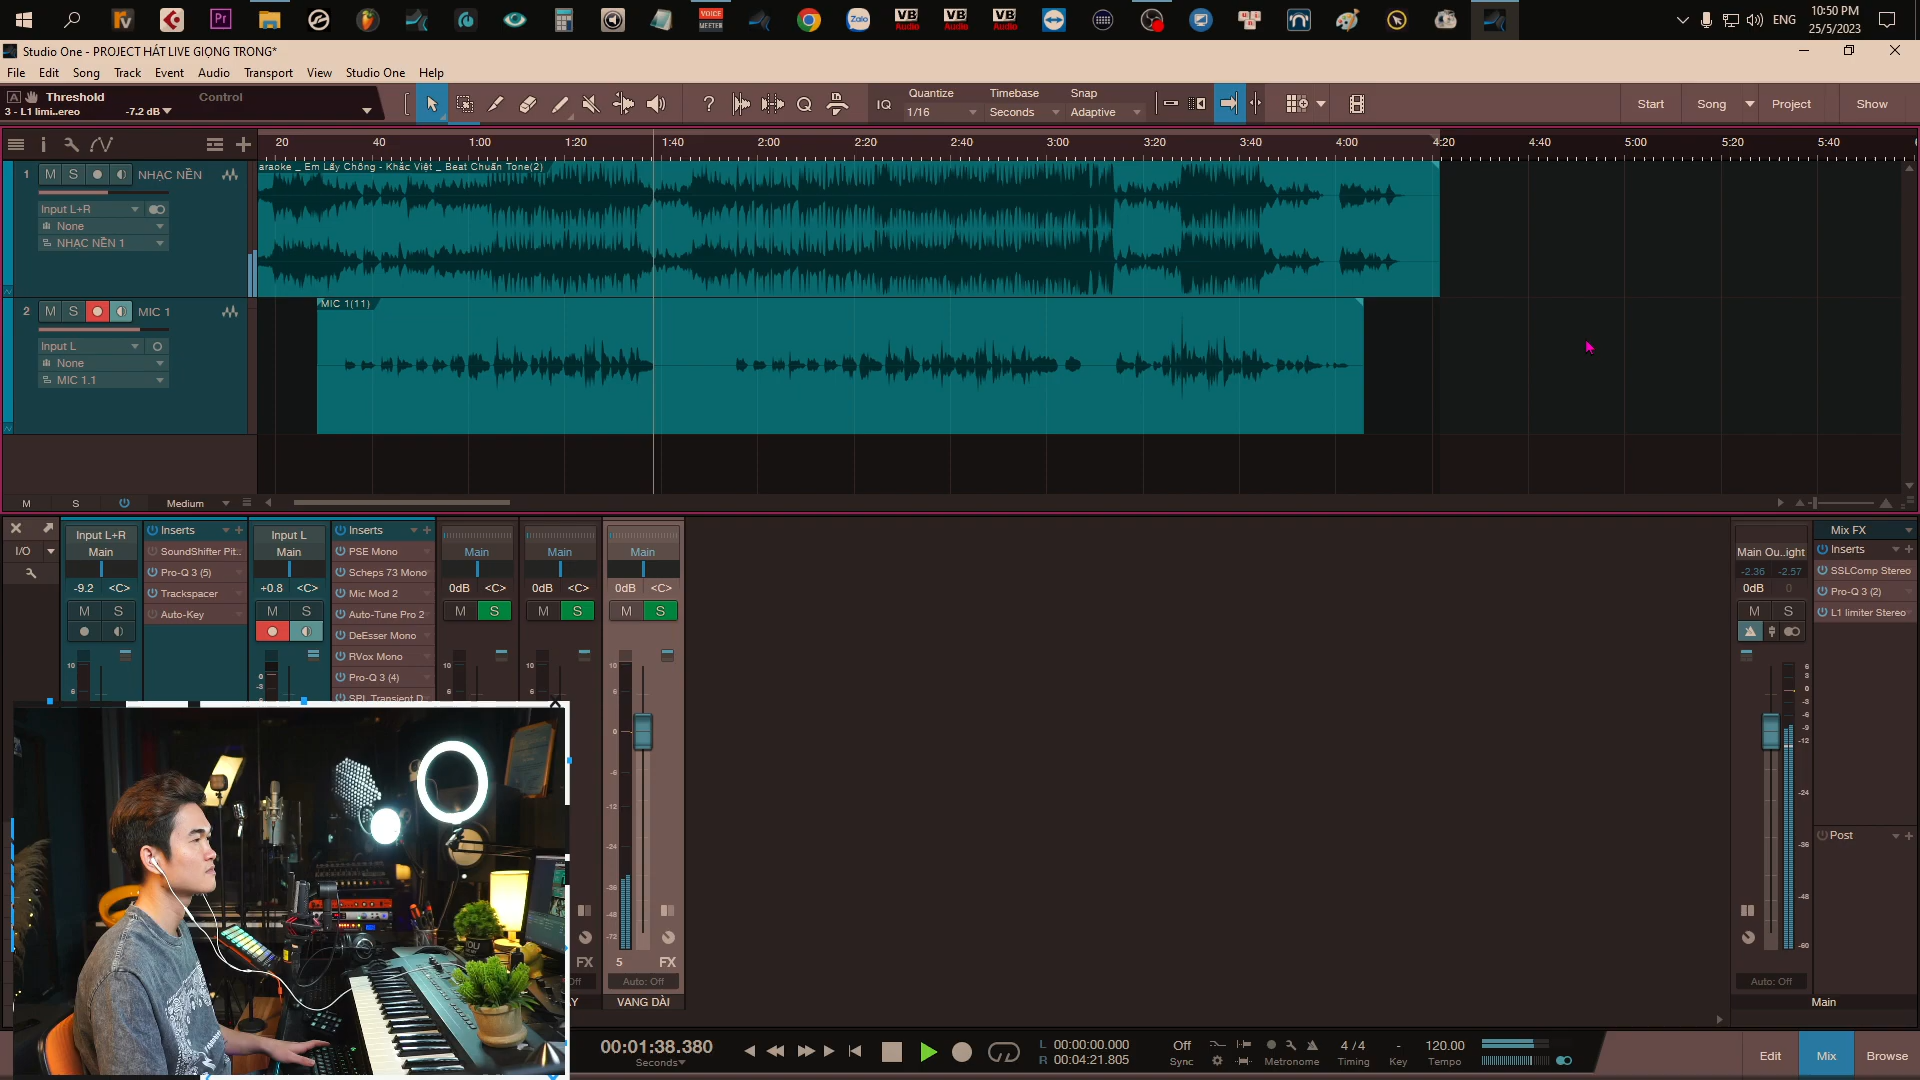 VOICE
MEETER
Zalo
VB
Audio
VB
Audio
VB
Audio
ENG
10:50 PM
25/5/2023
Studio One - PROJECT HÁT LIVE GIỌNG TRONG*
File Edit Song Track Event Audio Transport View Studio One Help
Threshold
3 - L1 limi..ereo
-7.2 dB
Control
IQ
Quantize
1/16
Timebase
Seconds
Snap
Adaptive
Start
Song
Project
Show
20 40 1:00 1:20 1:40 2:00 2:20 2:40 3:00 3:20 3:40 4:00 4:20 4:40 5:00 5:20 5:40
1 M S NHẠC NỀN
Input L+R
None
NHẠC NỀN 1
araoke _ Em Lấy Chồng - Khắc Việt _ Beat Chuẩn Tone(2)
2 M S MIC 1
Input L
None
MIC 1.1
MIC 1(11)
M S Medium
I/O
Input L+R
Main
-9.2 <C>
M S
Inserts
SoundShifter Pit..
Pro-Q 3 (5)
Trackspacer
Auto-Key
Input L
Main
+0.8 <C>
M S
Inserts
PSE Mono
Scheps 73 Mono
Mic Mod 2
Auto-Tune Pro 2
DeEsser Mono
RVox Mono
Pro-Q 3 (4)
SPL Transient D
Main
0dB <C>
M S
Main
0dB <C>
M S
Main
0dB <C>
M S
5 FX
Auto: Off
VANG DÀI
FX
Main Ou..ight
-2.36 -2.57
0dB 0
M S
Auto: Off
Mix FX
Inserts
SSLComp Stereo
Pro-Q 3 (2)
L1 limiter Stereo
Post
Main
00:01:38.380
Seconds
L 00:00:00.000
R 00:04:21.805
Off
Sync
Metronome
4 / 4
Timing
-
Key
120.00
Tempo
Edit
Mix
Browse